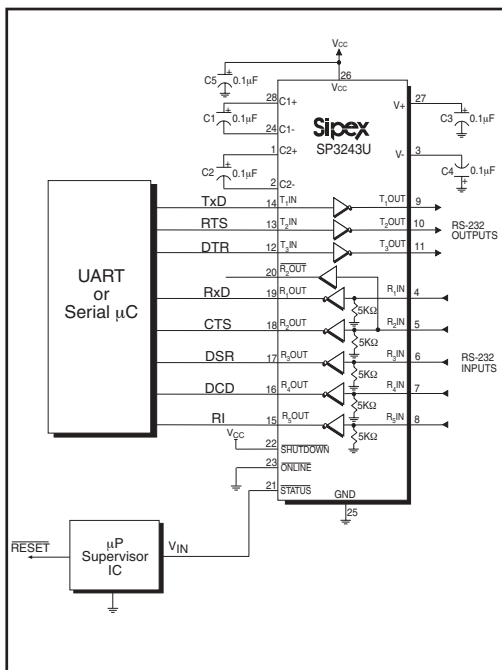 VCC
C5 + 0.1μF
26
VCC
28 C1+
C1 + 0.1μF
24 C1-
1 C2+
C2 + 0.1μF
2 C2-
Sipex
SP3243U
V+ 27
C3 + 0.1μF
V- 3
C4 0.1μF +
UART
or
Serial μC
TxD 14 T1IN T1OUT 9
RTS 13 T2IN T2OUT 10
DTR 12 T3IN T3OUT 11
RS-232
OUTPUTS
20 R2OUT
RxD 19 R1OUT R1IN 4
5KΩ
CTS 18 R2OUT R2IN 5
5KΩ
DSR 17 R3OUT R3IN 6
5KΩ
RS-232
INPUTS
DCD 16 R4OUT R4IN 7
5KΩ
RI 15 R5OUT R5IN 8
5KΩ
VCC
22 SHUTDOWN
23 ONLINE
21 STATUS
GND
25
RESET
μP
Supervisor
IC
VIN